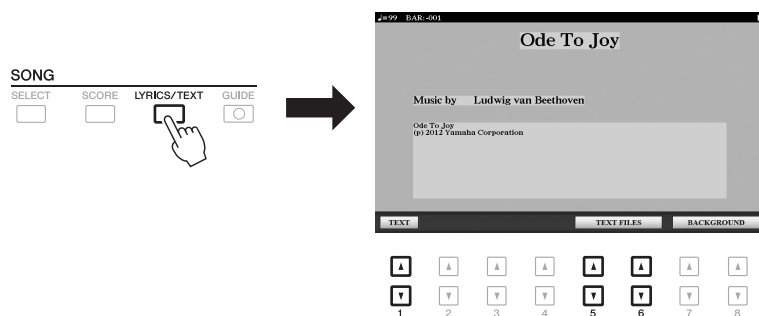 SONG
SELECT SCORE LYRICS/TEXT GUIDE
♩=99 BAR:-001
Ode To Joy
Music by Ludwig van Beethoven
Ode To Joy
(p) 2012 Yamaha Corporation
TEXT TEXT FILES BACKGROUND
1 2 3 4 5 6 7 8